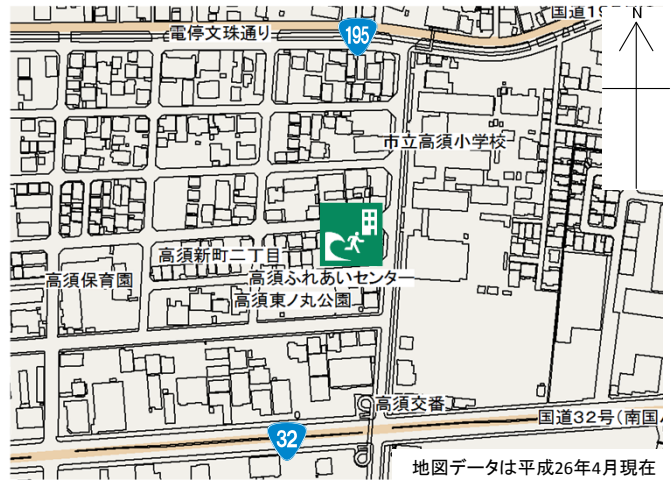 国道19
N
195
電停文珠通り
市立高須小学校
高須新町二丁目
高須ふれあいセンター
高須保育園
高須東ノ丸公園
高須交番
国道32号(南国バ
32
地図データは平成26年4月現在